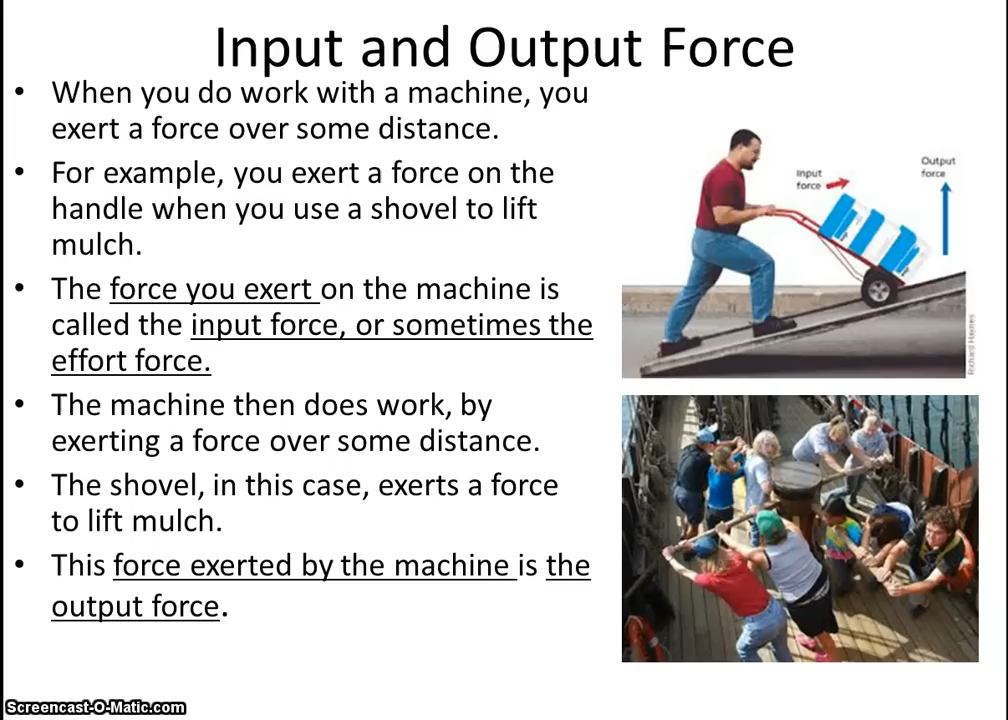 Input and Output Force
• When you do work with a machine, you
exert a force over some distance.
• For example, you exert a force on the
handle when you use a shovel to lift
mulch.
• The force you exert on the machine is
called the input force, or sometimes the
effort force.
• The machine then does work, by
exerting a force over some distance.
• The shovel, in this case, exerts a force
to lift mulch.
• This force exerted by the machine is the
output force.
Input
force
Output
force
Richard Haynes
Screencast-O-Matic.com